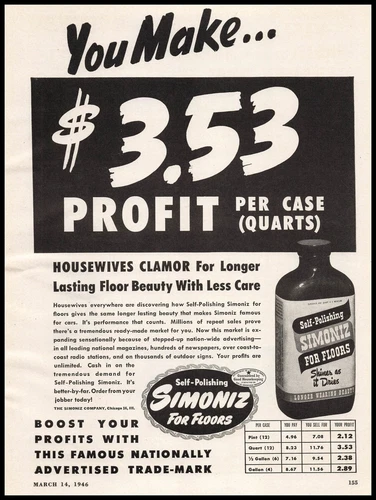 You Make...
$3.53
PROFIT PER CASE
(QUARTS)
HOUSEWIVES CLAMOR For Longer
Lasting Floor Beauty With Less Care
Housewives everywhere are discovering how Self-Polishing Simoniz for
floors gives the same longer lasting beauty that makes Simoniz famous
for cars. It's performance that counts. Millions of repeat sales prove
there's a tremendous ready-made market for you. Now this market is ex-
panding sensationally because of stepped-up nation-wide advertising—
in all leading national magazines, hundreds of newspapers, over coast-to-
coast radio stations, and on thousands of outdoor signs. Your profits are
unlimited. Cash in on the
tremendous demand for
Self-Polishing Simoniz. It's
better-by-far. Order from your
jobber today!
THE SIMONIZ COMPANY, Chicago 16, Ill.
Self-Polishing
SIMONIZ
FOR FLOORS
Guaranteed by
Good Housekeeping
Self-Polishing
SIMONIZ
FOR FLOORS
Shines as
it Dries
LONGER WEARING BEAUTY
BOOST YOUR
PROFITS WITH
THIS FAMOUS NATIONALLY
ADVERTISED TRADE-MARK
PER CASE YOU PAY YOU SELL FOR YOUR PROFIT
Pint (12) 4.96 7.08 2.12
Quart (12) 8.23 11.76 3.53
½ Gallon (6) 7.16 9.54 2.38
Gallon (4) 8.67 11.56 2.89
MARCH 14, 1946
155